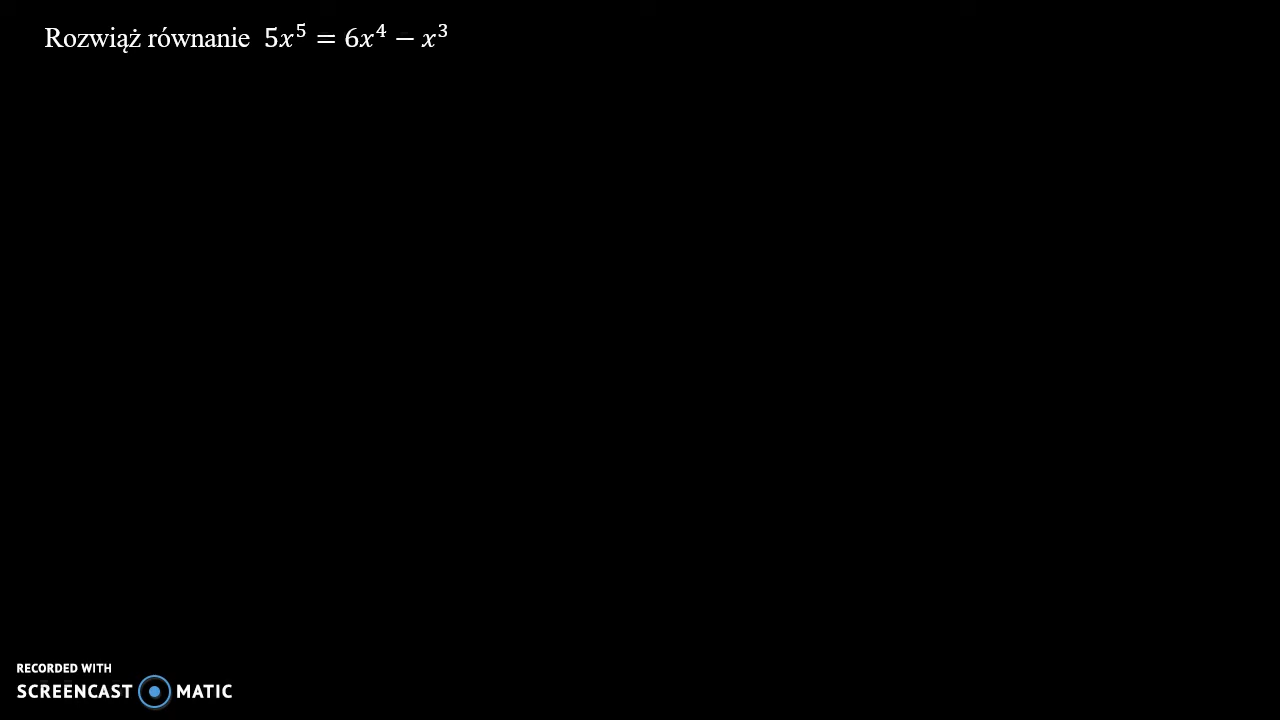 Rozwiąż równanie 5x⁵ = 6x⁴ − x³
RECORDED WITH
SCREENCAST MATIC